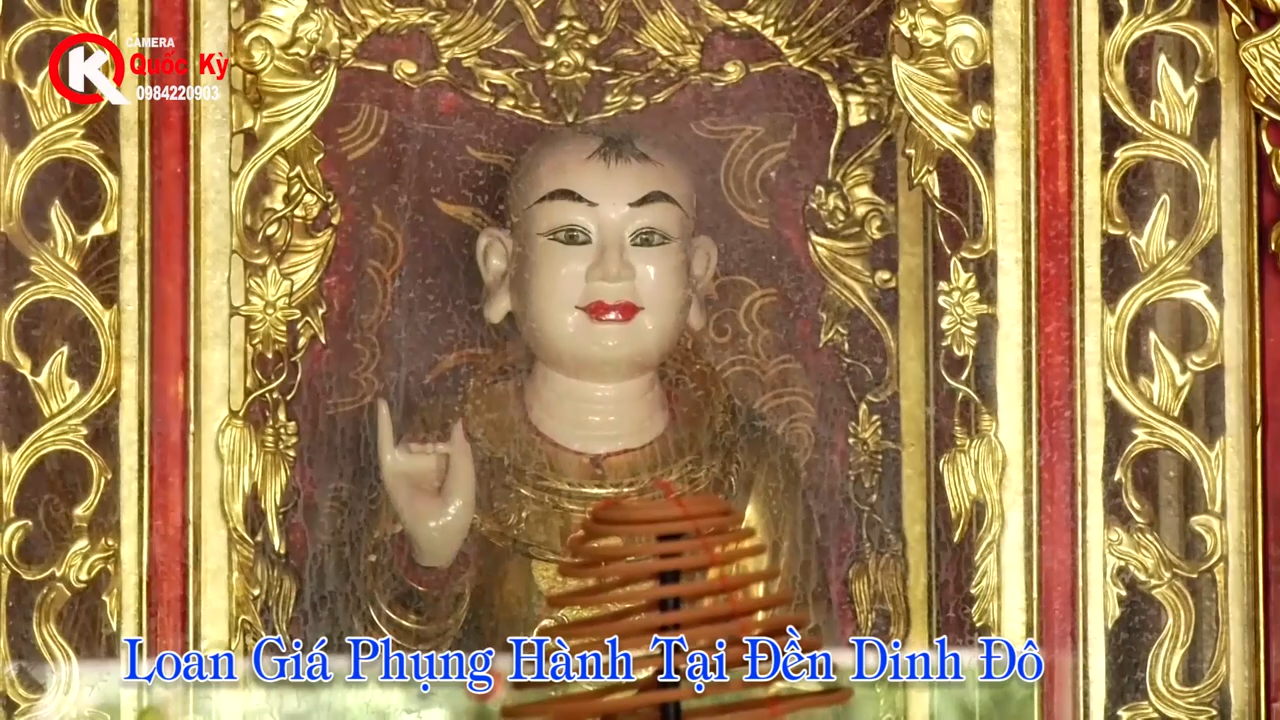 CAMERA
Quốc Kỳ
0984220903
Loan Giá Phụng Hành Tại Đền Dinh Đô